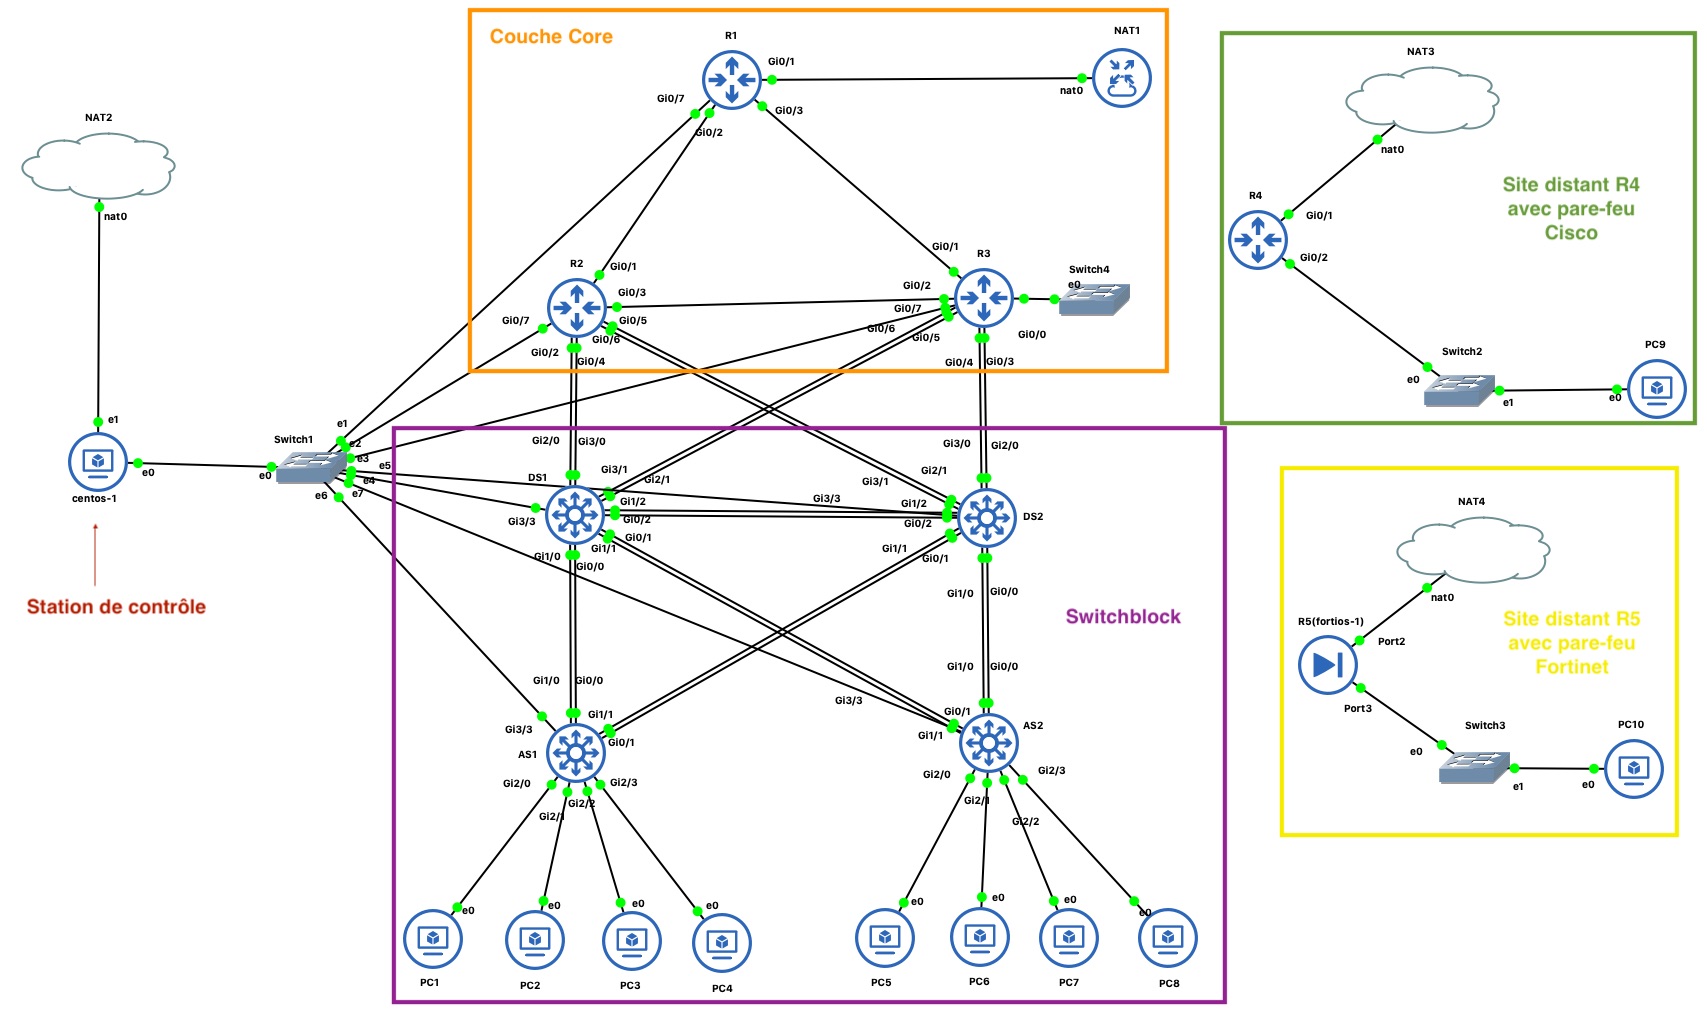 Couche Core
R1
NAT1
Gi0/1
nat0
Gi0/7
Gi0/2
Gi0/3
NAT2
nat0
R2
Gi0/1
Gi0/3
Gi0/7
Gi0/5
Gi0/6
Gi0/2
Gi0/4
R3
Gi0/1
Gi0/2
Gi0/7
Gi0/6
Gi0/5
Gi0/0
Gi0/4
Gi0/3
Switch4
e0
NAT3
nat0
R4
Gi0/1
Gi0/2
Site distant R4
avec pare-feu
Cisco
Switch2
e0
e1
PC9
e0
e1
e0
centos-1
Station de contrôle
Switch1
e0
e1
e2
e3
e5
e4
e7
e6
Gi2/0
Gi3/0
DS1
Gi3/1
Gi2/1
Gi1/2
Gi0/2
Gi3/3
Gi0/1
Gi1/1
Gi1/0
Gi0/0
Gi3/0
Gi2/0
Gi2/1
Gi3/1
Gi3/3
Gi1/2
Gi0/2
DS2
Gi1/1
Gi0/1
Gi1/0
Gi0/0
Switchblock
Gi1/0
Gi0/0
Gi1/0
Gi0/0
Gi3/3
Gi1/1
Gi0/1
Gi3/3
AS1
Gi0/1
Gi1/1
AS2
Gi2/0
Gi2/1
Gi2/2
Gi2/3
Gi2/0
Gi2/1
Gi2/2
Gi2/3
e0
e0
e0
e0
e0
e0
e0
e0
PC1
PC2
PC3
PC4
PC5
PC6
PC7
PC8
NAT4
nat0
R5(fortios-1)
Port2
Port3
Site distant R5
avec pare-feu
Fortinet
Switch3
e0
e1
PC10
e0